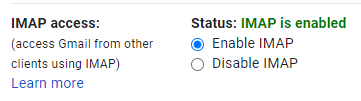 IMAP access:
(access Gmail from other
clients using IMAP)
Learn more
Status: IMAP is enabled
Enable IMAP
Disable IMAP